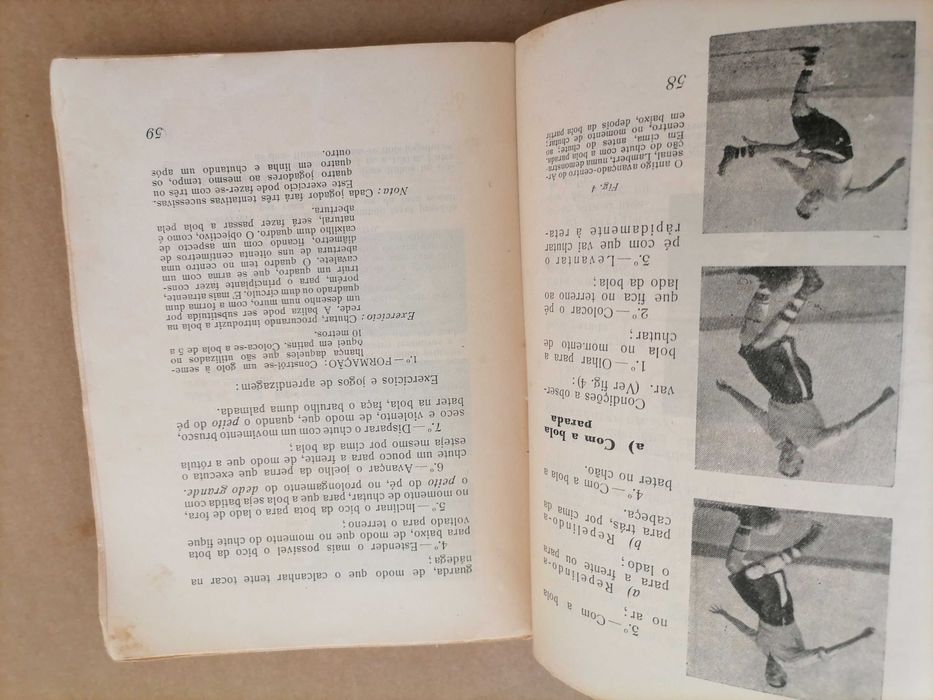 3.º — Com a bola
no ar;
a) Repelindo-a
para a frente ou para
o lado;
b) Repelindo-a
para trás, por cima da
cabeça.
4.º — Com a bola a
bater no chão.
a) Com a bola
parada
Condições a obser-
var. (Ver fig. 4):
1.º — Olhar para a
bola no momento de
chutar;
2.º — Colocar o pé
que fica no terreno ao
lado da bola;
3.º — Levantar o
pé com que vai chutar
ràpidamente à reta-
Fig. 4
O antigo avançado-centro do Ar-
senal, Lambert, numa demonstra-
ção do chute com a bola parada.
Em cima, antes do chute; ao
centro, no momento de chutar;
em baixo, depois da bola partir
58
guarda, de modo que o calcanhar tente tocar na
nádega;
4.º — Estender o mais possível o bico da bota
para baixo, de modo que no momento do chute fique
voltado para o terreno;
5.º — Inclinar o bico da bota para o lado de fora,
no momento de chutar, para que a bola seja batida com
o peito do pé, no prolongamento do dedo grande.
6.º — Avançar o joelho da perna que executa o
chute um pouco para a frente, de modo que a rótula
esteja mesmo por cima da bola;
7.º — Disparar o chute com um movimento brusco,
seco e violento, de modo que, quando o peito do pé
bater na bola, faça o barulho duma palmada.
Exercícios e jogos de aprendizagem:
1.º — FORMAÇÃO: Constrói-se um golo à seme-
lhança daqueles que são utilizados no
óquei em patins. Coloca-se a bola de 5 a
10 metros.
Exercício: Chutar, procurando introduzir a bola na
rede. A baliza pode ser substituída por
um desenho num muro, com a forma dum
quadrado ou dum círculo. É mais atraente,
porém, para o principiante fazer cons-
truir um quadro, que se arma com um
cavalete. O quadro tem no centro uma
abertura de uns oitenta centímetros de
diâmetro, ficando com um aspecto de
caixilho dum quadro. O objectivo, como é
natural, será fazer passar a bola pela
abertura
Nota: Cada jogador fará três tentativas sucessivas.
Este exercício pode fazer-se com três ou
quatro jogadores ao mesmo tempo, os
quatro em linha e chutando um após
outro.
59